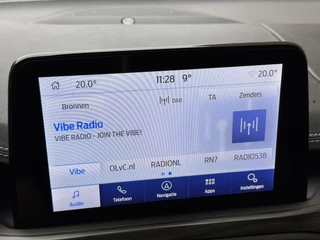 20.0° 11:28 9° 20.0°
Bronnen DAB TA Zenders
Vibe Radio
VIBE RADIO - JOIN THE VIBE!
Vibe OLvC.nl RADIONL RN7 RADIO538
Audio Telefoon Navigatie Apps Instellingen